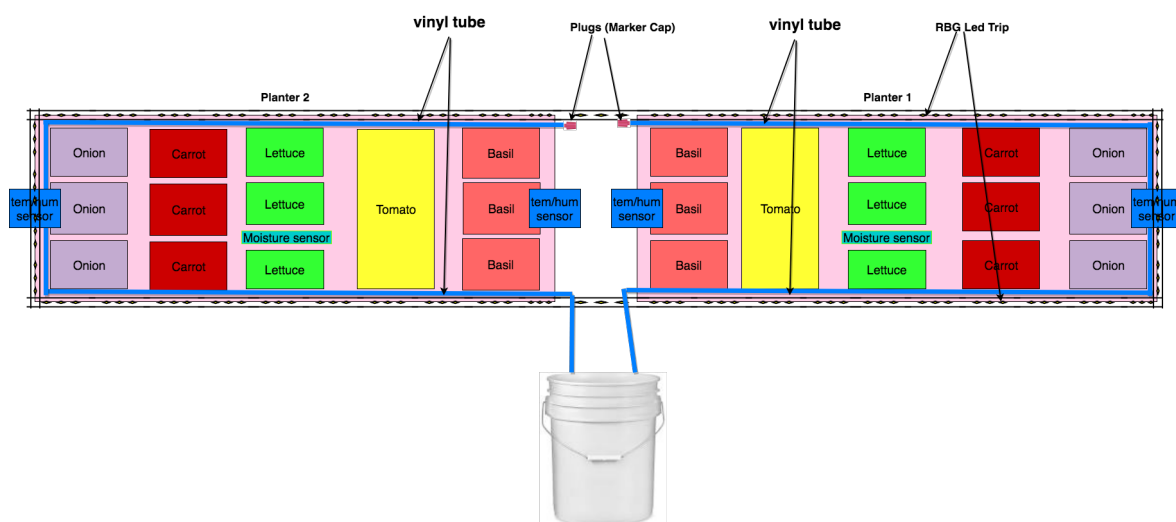 vinyl tube
Plugs (Marker Cap)
vinyl tube
RBG Led Trip
Planter 2
Planter 1
Onion
Carrot
Lettuce
Basil
Basil
Lettuce
Carrot
Onion
tem/hum
sensor
Onion
Carrot
Lettuce
Tomato
Basil
tem/hum
sensor
tem/hum
sensor
Basil
Tomato
Lettuce
Carrot
Onion
tem/hum
sensor
Moisture sensor
Moisture sensor
Onion
Carrot
Lettuce
Basil
Basil
Lettuce
Carrot
Onion